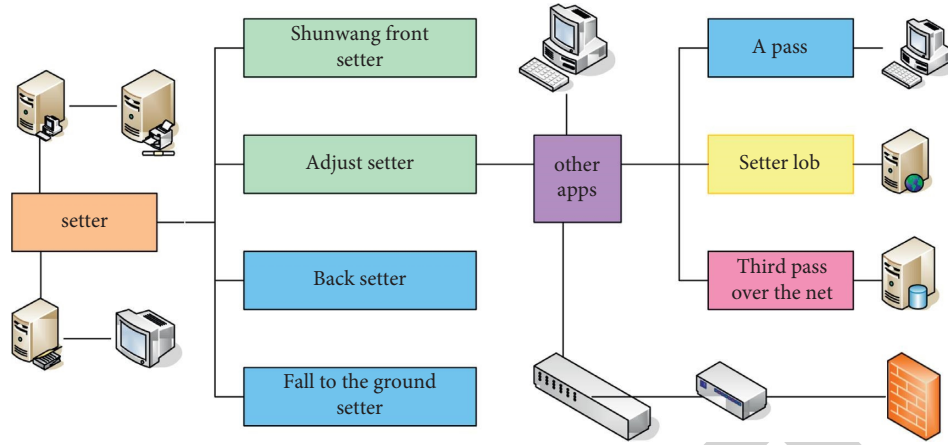 Shunwang front
setter
A pass
Adjust setter
other
apps
Setter lob
setter
Back setter
Third pass
over the net
Fall to the ground
setter